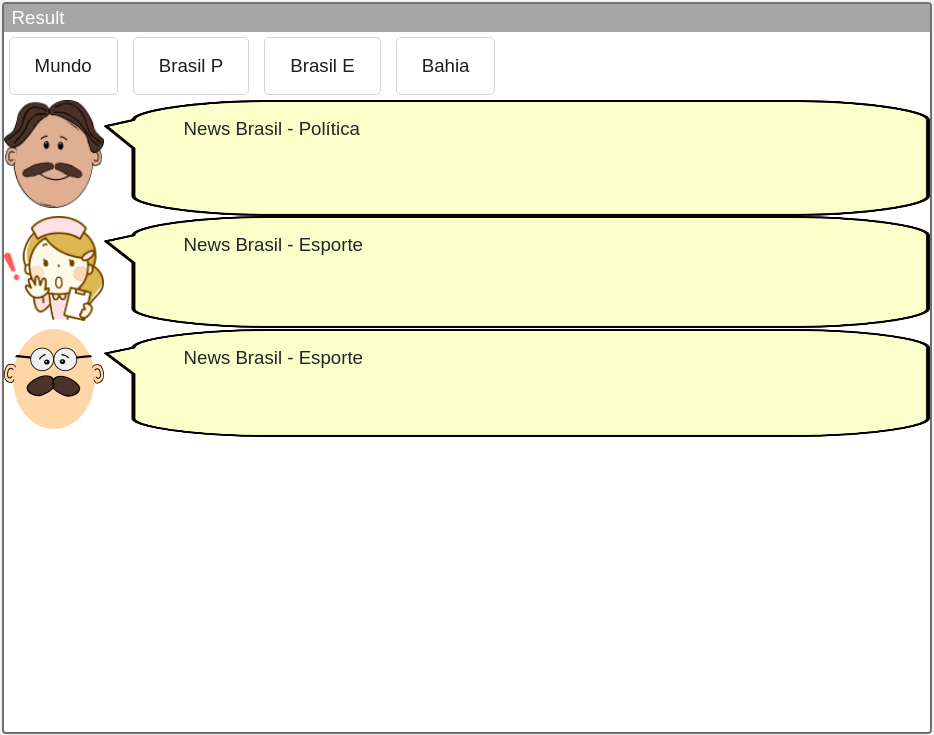 Result
Mundo Brasil P Brasil E Bahia
News Brasil - Política
News Brasil - Esporte
News Brasil - Esporte